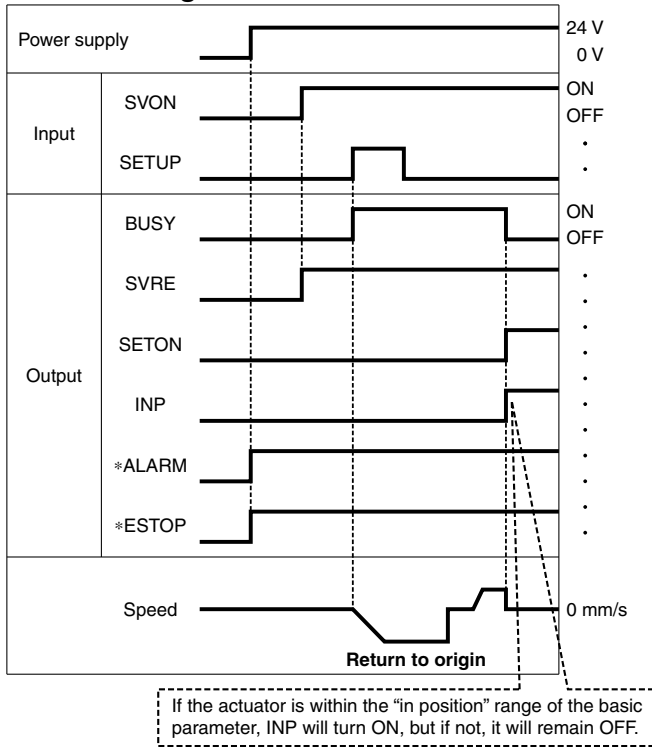 Power supply
24 V
0 V
Input
SVON
ON
OFF
SETUP
Output
BUSY
ON
OFF
SVRE
SETON
INP
*ALARM
*ESTOP
Speed
0 mm/s
Return to origin
If the actuator is within the “in position” range of the basic
parameter, INP will turn ON, but if not, it will remain OFF.